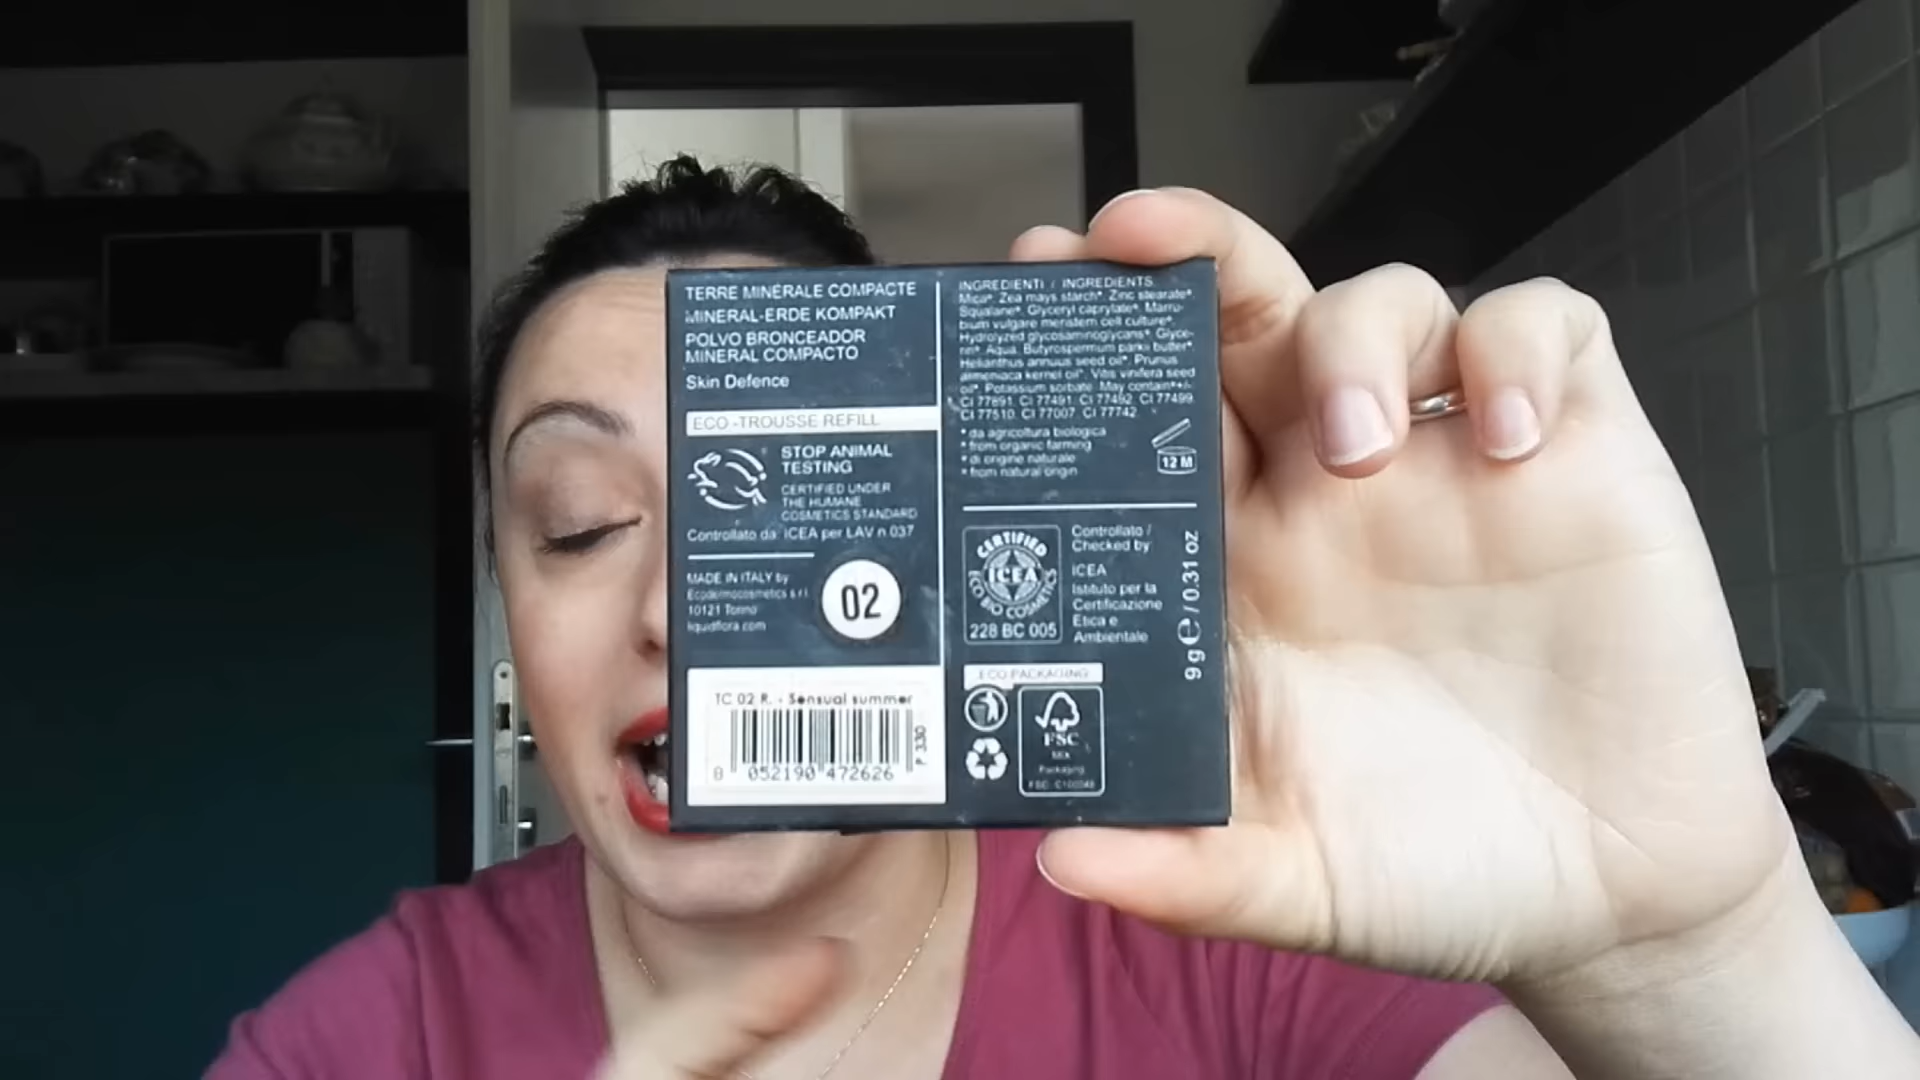 TERRE MINÉRALE COMPACTE
MINERAL-ERDE KOMPAKT
POLVO BRONCEADOR
MINERAL COMPACTO
Skin Defence
ECO-TROUSSE REFILL
STOP ANIMAL
TESTING
CERTIFIED UNDER
THE HUMANE
COSMETICS STANDARD
Controllato da: ICEA per LAV n 037
MADE IN ITALY by
Ecodermocosmetics s.r.l.
10121 Torino
liquidflora.com
02
TC 02 R. - Sensual summer
8 052190 472626
P 330
INGREDIENTI / INGREDIENTS:
Mica*, Zea mays starch*, Zinc stearate*,
Squalane*, Glyceryl caprylate*, Marru-
bium vulgare meristem cell culture*,
Hydrolyzed glycosaminoglycans*, Glyce-
rin*, Aqua, Butyrospermum parkii butter*,
Helianthus annuus seed oil*, Prunus
armeniaca kernel oil*, Vitis vinifera seed
oil*, Potassium sorbate. May contain*+/-
CI 77891, CI 77491, CI 77492, CI 77499,
CI 77510, CI 77007, CI 77742.
* da agricoltura biologica
* from organic farming
* di origine naturale
* from natural origin
12 M
CERTIFIED
ICEA
ECO BIO COSMETICS
228 BC 005
Controllato /
Checked by:
ICEA
Istituto per la
Certificazione
Etica e
Ambientale
9 g e / 0.31 oz
ECO PACKAGING
FSC
MIX
Packaging